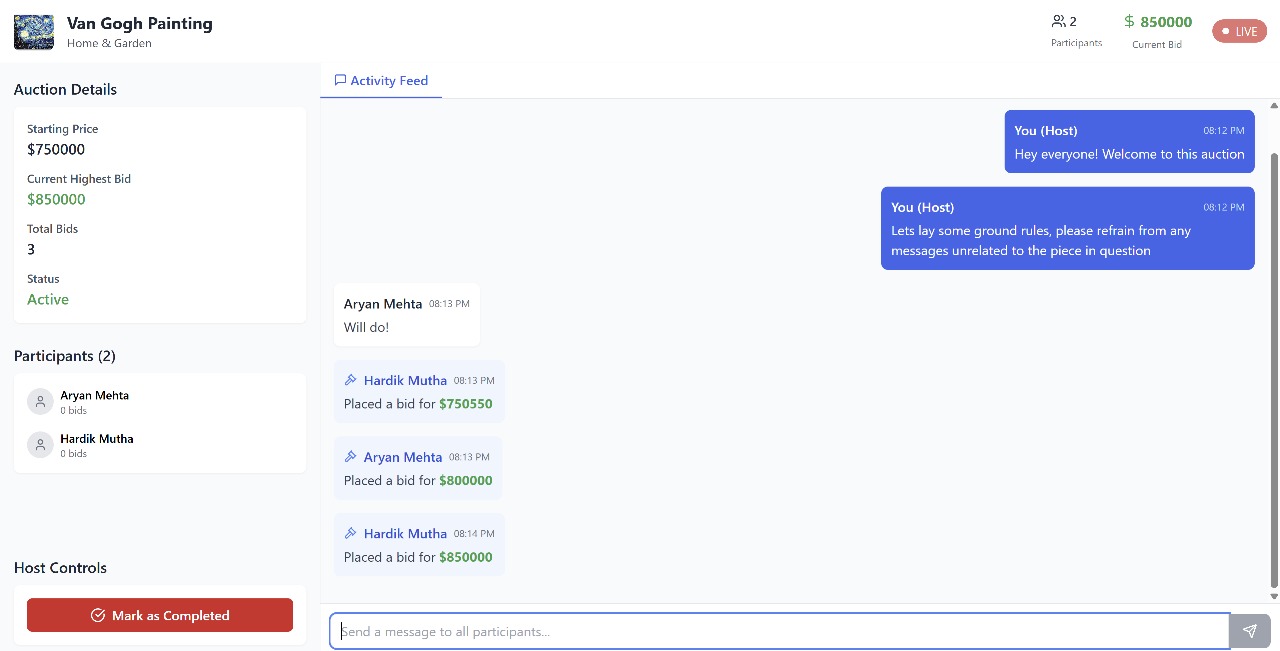 Van Gogh Painting
Home & Garden
2
Participants
$ 850000
Current Bid
LIVE
Auction Details
Starting Price
$750000
Current Highest Bid
$850000
Total Bids
3
Status
Active
Participants (2)
Aryan Mehta
0 bids
Hardik Mutha
0 bids
Host Controls
Mark as Completed
Activity Feed
You (Host) 08:12 PM
Hey everyone! Welcome to this auction
You (Host) 08:12 PM
Lets lay some ground rules, please refrain from any
messages unrelated to the piece in question
Aryan Mehta 08:13 PM
Will do!
Hardik Mutha 08:13 PM
Placed a bid for $750550
Aryan Mehta 08:13 PM
Placed a bid for $800000
Hardik Mutha 08:14 PM
Placed a bid for $850000
Send a message to all participants...